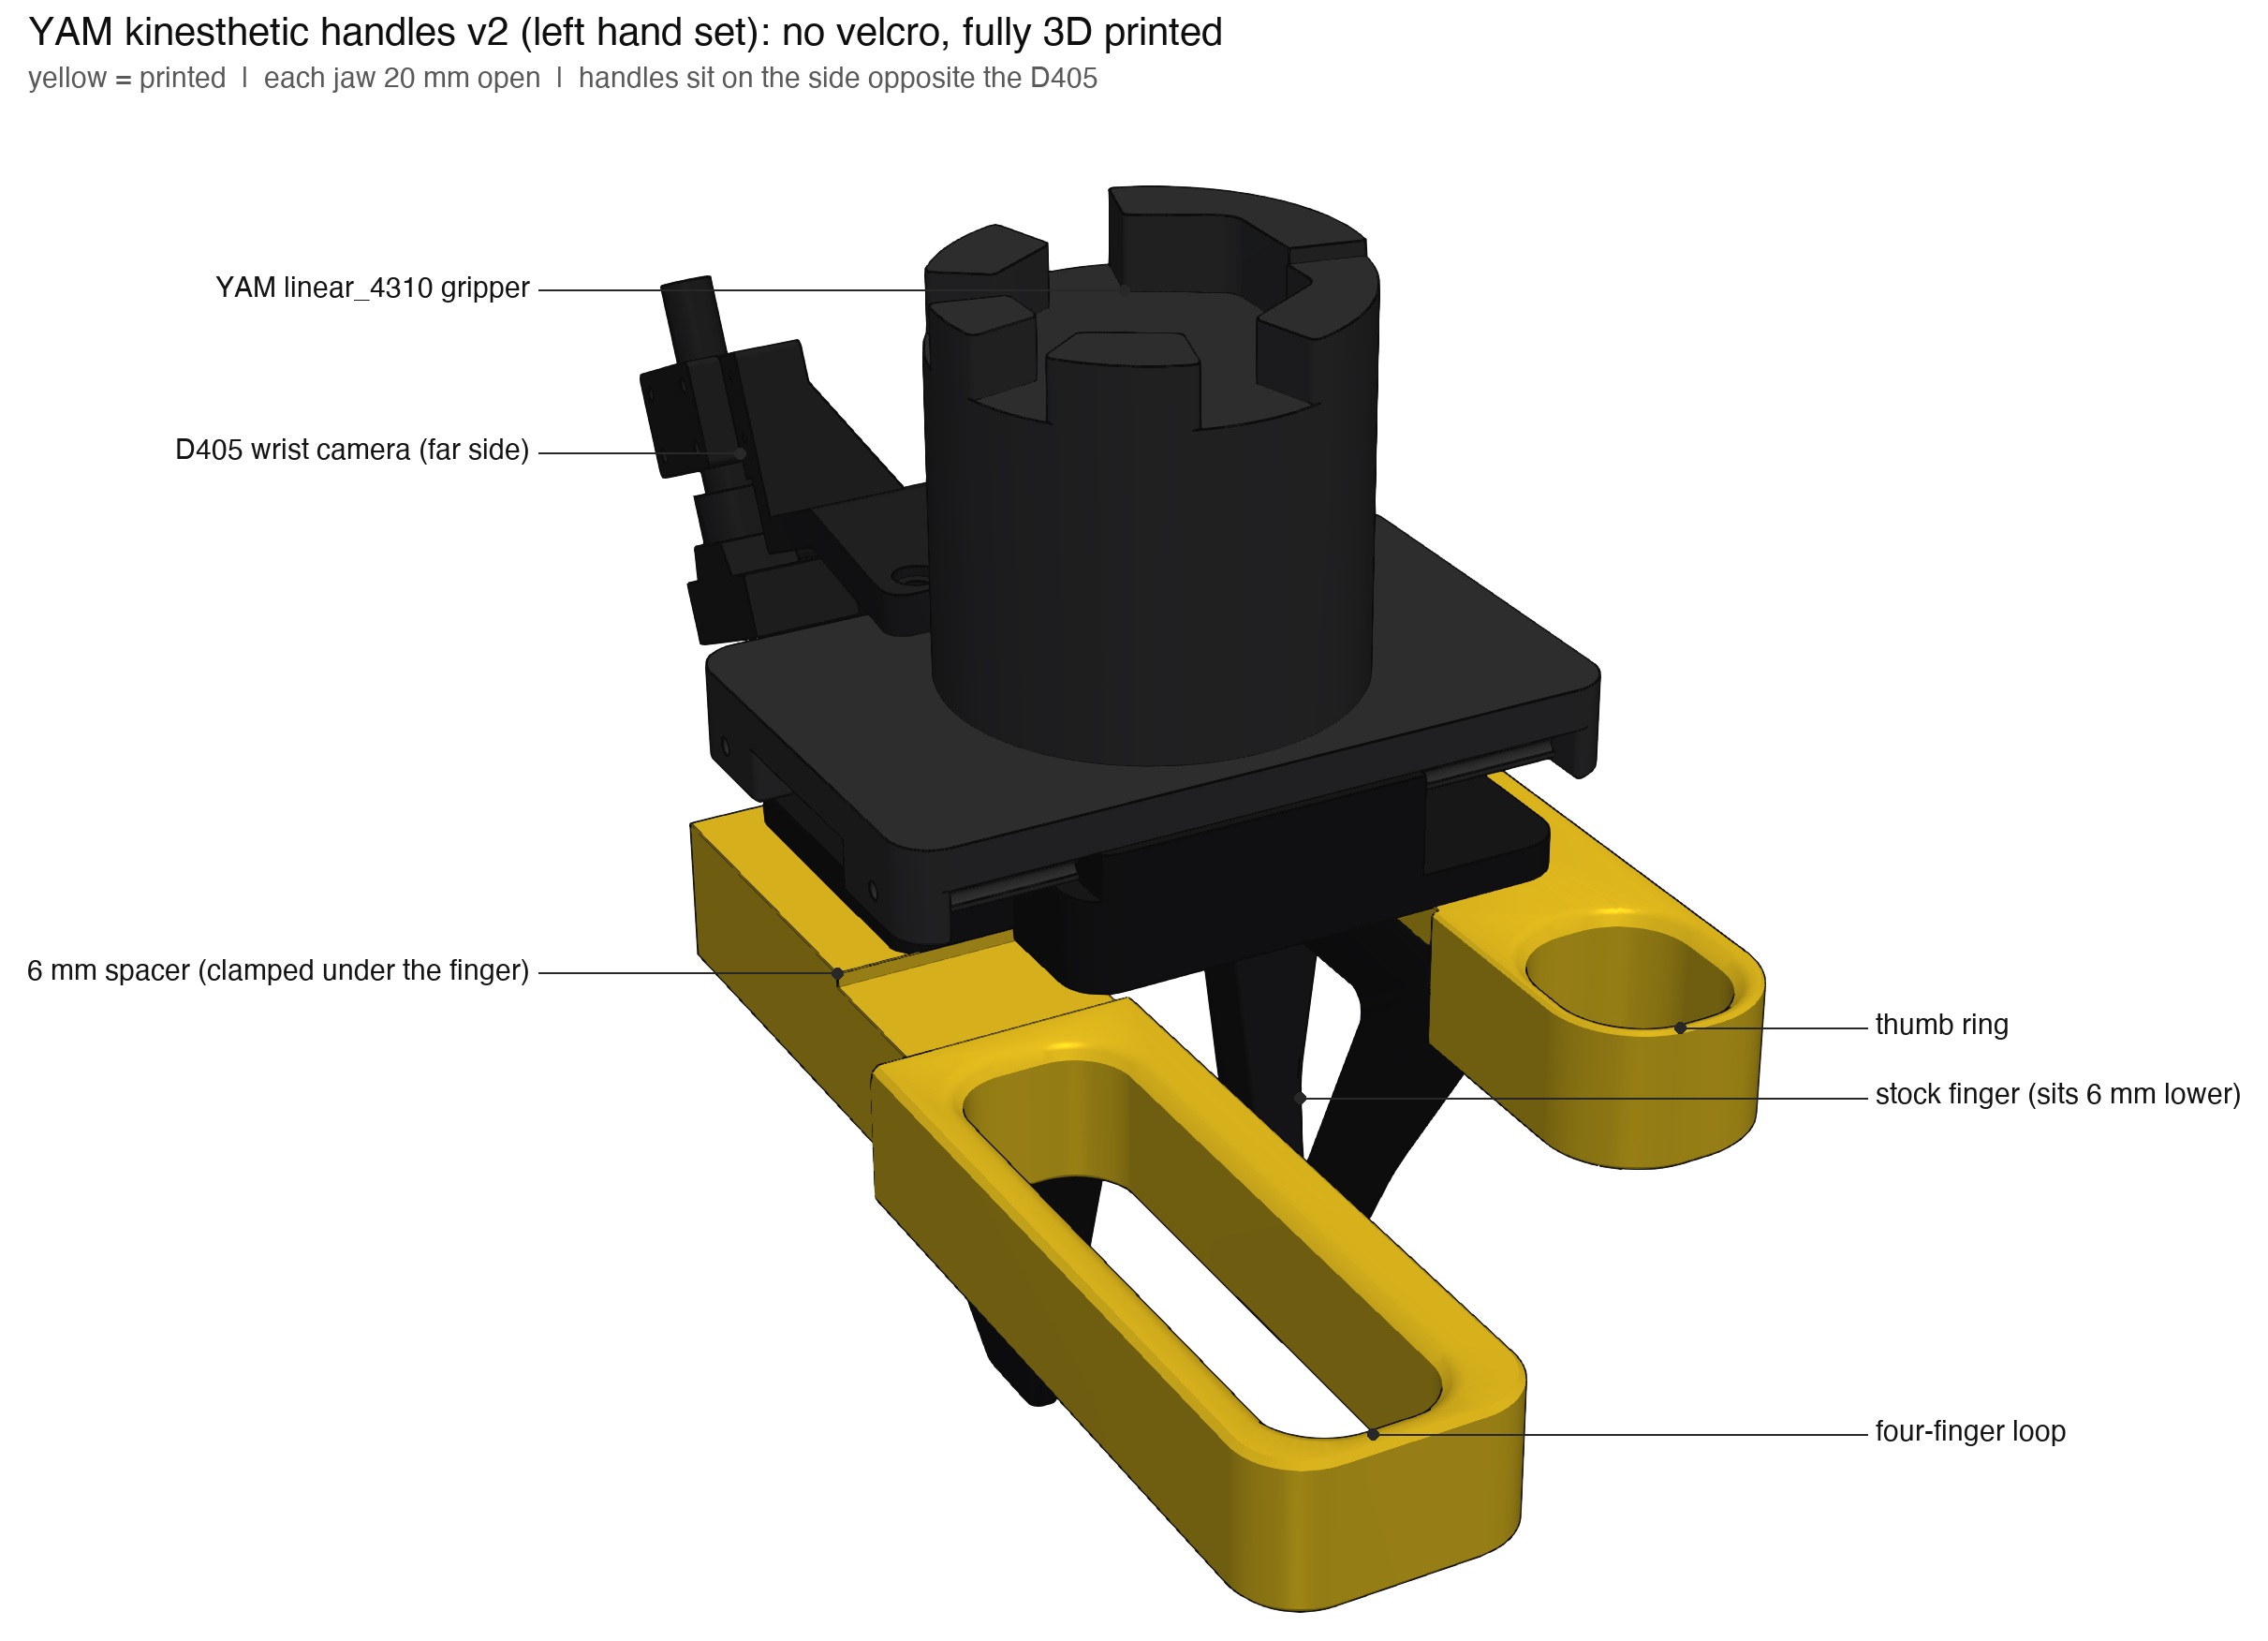 YAM kinesthetic handles v2 (left hand set): no velcro, fully 3D printed
yellow = printed | each jaw 20 mm open | handles sit on the side opposite the D405
YAM linear_4310 gripper
D405 wrist camera (far side)
6 mm spacer (clamped under the finger)
thumb ring
stock finger (sits 6 mm lower)
four-finger loop